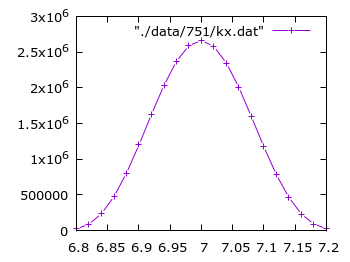 3x10^6
"./data/751/kx.dat"
2.5x10^6
2x10^6
1.5x10^6
1x10^6
500000
0
6.8 6.85 6.9 6.95 7 7.05 7.1 7.15 7.2